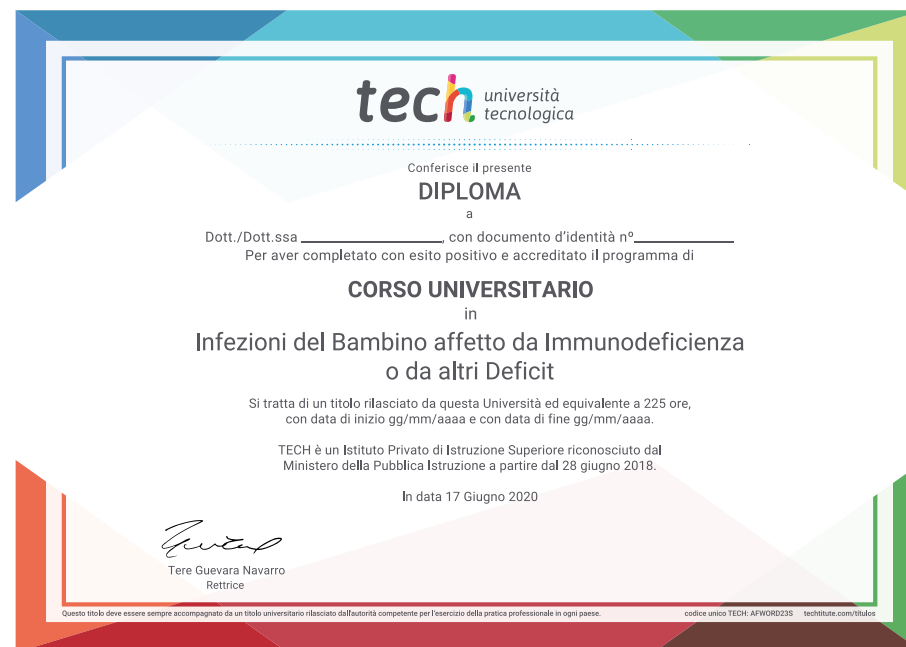 tech università
tecnologica
Conferisce il presente
DIPLOMA
a
Dott./Dott.ssa ____________________, con documento d'identità nº______________
Per aver completato con esito positivo e accreditato il programma di
CORSO UNIVERSITARIO
in
Infezioni del Bambino affetto da Immunodeficienza
o da altri Deficit
Si tratta di un titolo rilasciato da questa Università ed equivalente a 225 ore,
con data di inizio gg/mm/aaaa e con data di fine gg/mm/aaaa.
TECH è un Istituto Privato di Istruzione Superiore riconosciuto dal
Ministero della Pubblica Istruzione a partire dal 28 giugno 2018.
In data 17 Giugno 2020
Tere Guevara Navarro
Rettrice
Questo titolo deve essere sempre accompagnato da un titolo universitario rilasciato dall'autorità competente per l'esercizio della pratica professionale in ogni paese. codice unico TECH: AFWORD23S techtitute.com/titulos